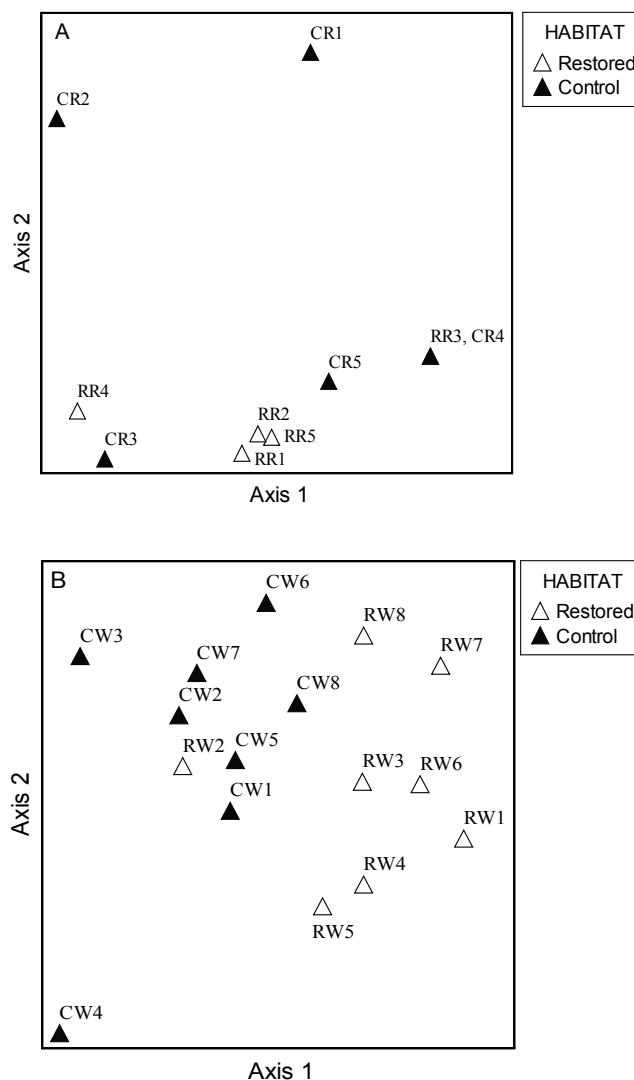 A
CR1
HABITAT
Restored
Control
CR2
Axis 2
RR3, CR4
CR5
RR4
RR2
CR3
RR5
RR1
Axis 1
B
CW6
HABITAT
Restored
Control
RW8
CW3
RW7
CW7
CW8
CW2
RW2
CW5
RW3
RW6
CW1
Axis 2
RW1
RW4
RW5
CW4
Axis 1